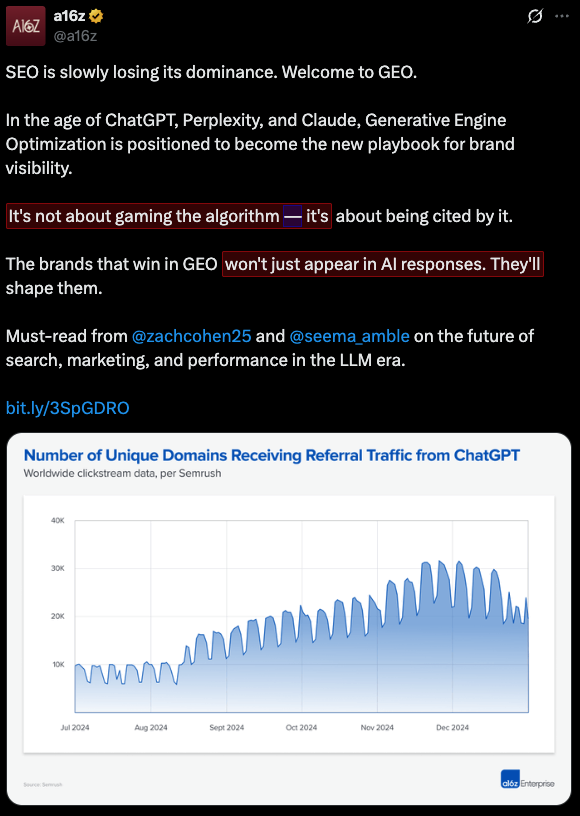 a16z
@a16z
SEO is slowly losing its dominance. Welcome to GEO.
In the age of ChatGPT, Perplexity, and Claude, Generative Engine
Optimization is positioned to become the new playbook for brand
visibility.
It's not about gaming the algorithm — it's about being cited by it.
The brands that win in GEO won't just appear in AI responses. They'll
shape them.
Must-read from @zachcohen25 and @seema_amble on the future of
search, marketing, and performance in the LLM era.
bit.ly/3SpGDRO
Number of Unique Domains Receiving Referral Traffic from ChatGPT
Worldwide clickstream data, per Semrush
40K
30K
20K
10K
Jul 2024 Aug 2024 Sept 2024 Oct 2024 Nov 2024 Dec 2024
Source: Semrush
a16z Enterprise